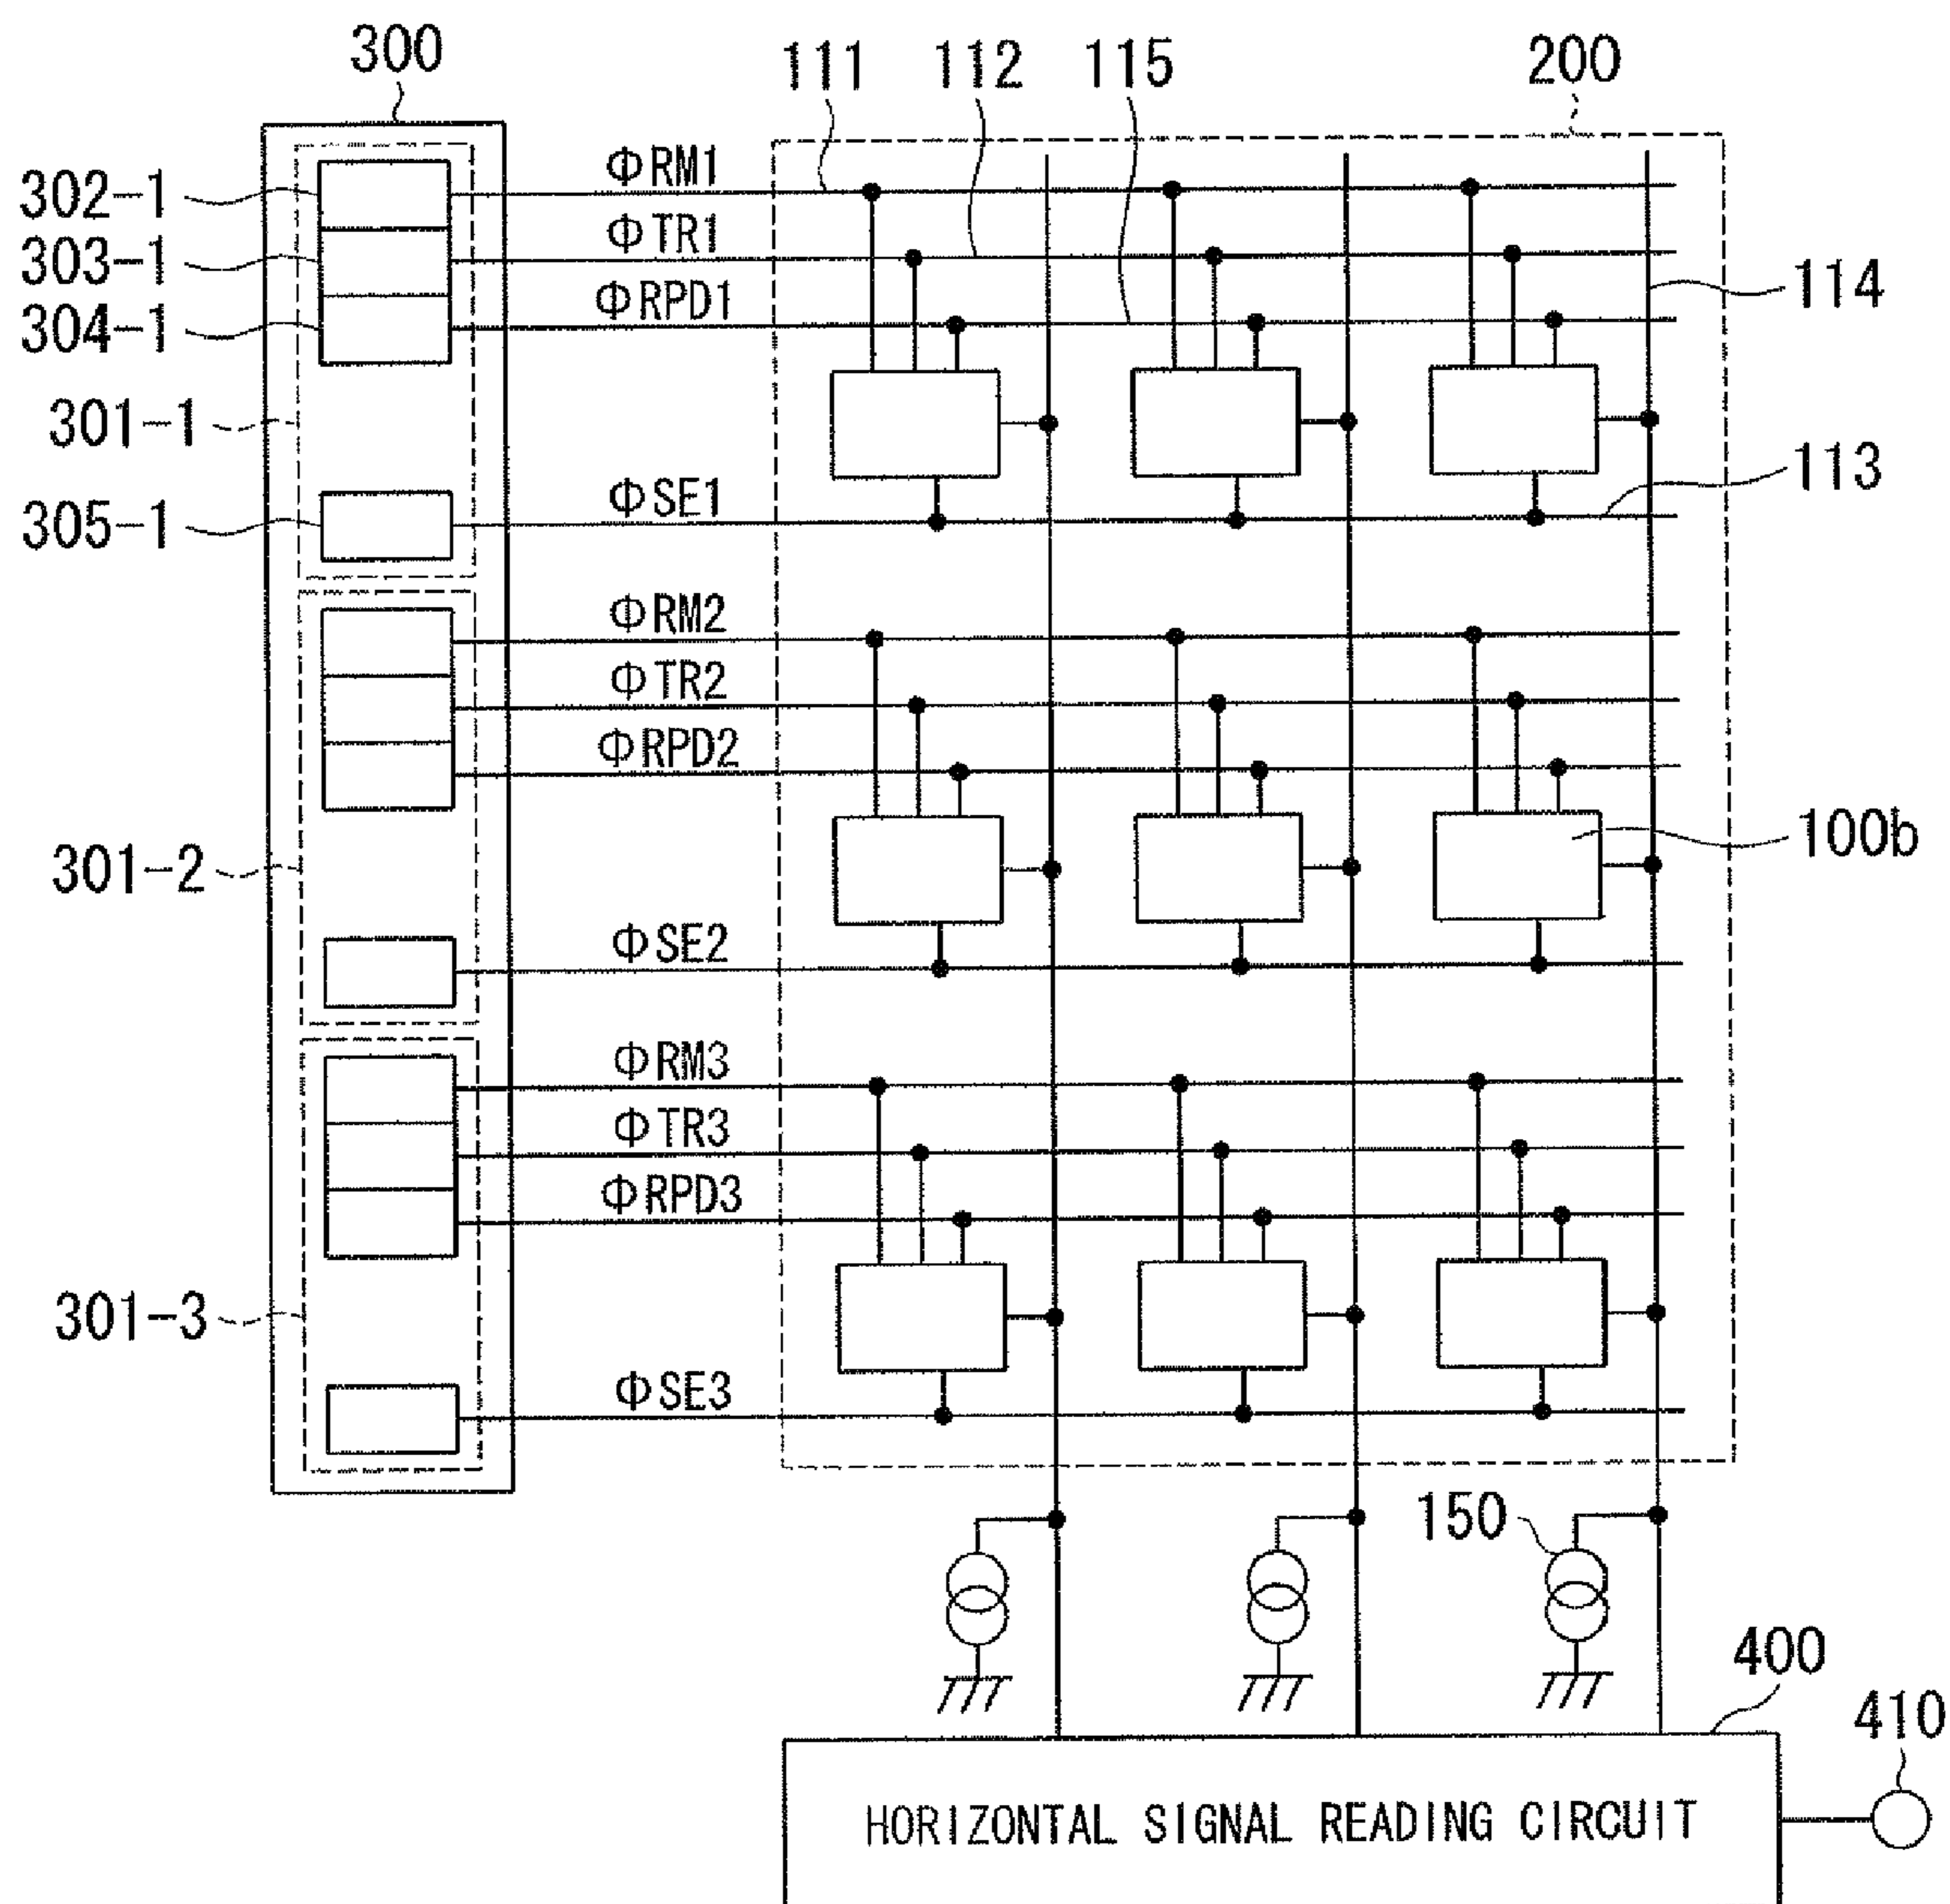 300
111
112
115
200
302-1
303-1
304-1
301-1
305-1
ΦRM1
ΦTR1
ΦRPD1
ΦSE1
114
113
301-2
ΦRM2
ΦTR2
ΦRPD2
ΦSE2
100b
301-3
ΦRM3
ΦTR3
ΦRPD3
ΦSE3
150
400
410
HORIZONTAL SIGNAL READING CIRCUIT